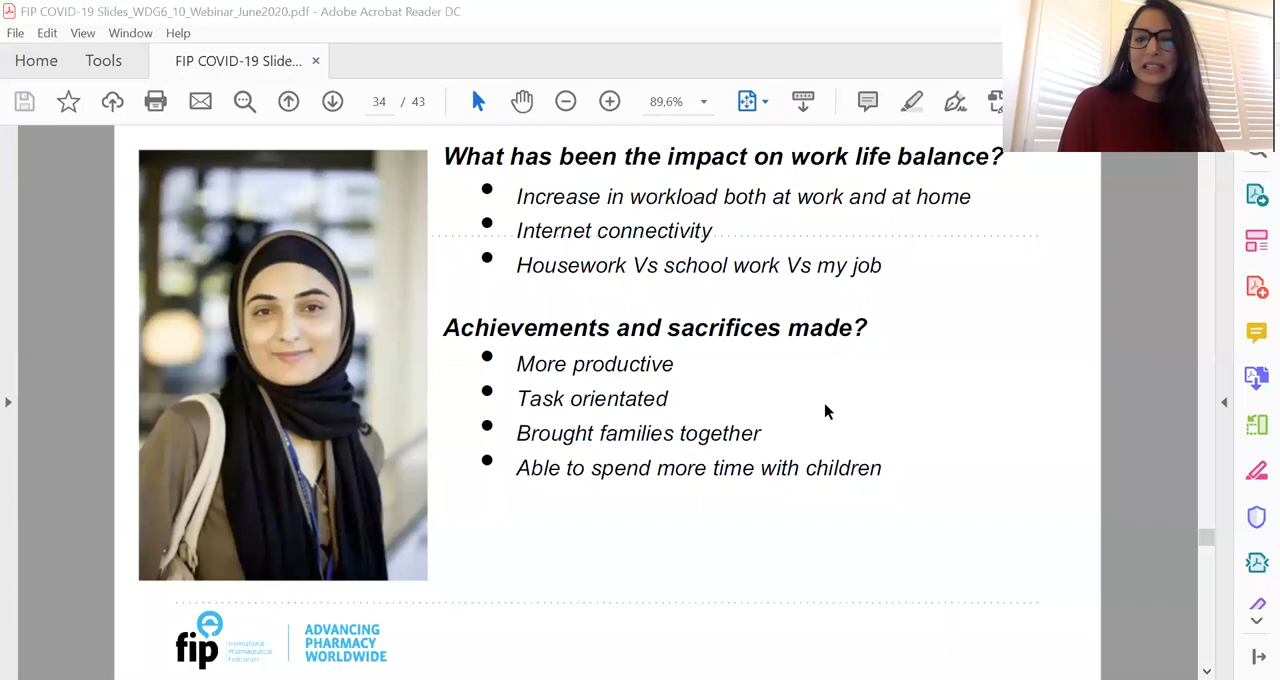 FIP COVID-19 Slides_WDG6_10_Webinar_June2020.pdf - Adobe Acrobat Reader DC
File Edit View Window Help
Home Tools FIP COVID-19 Slide... ×
34 / 43 89,6%
What has been the impact on work life balance?
• Increase in workload both at work and at home
• Internet connectivity
• Housework Vs school work Vs my job
Achievements and sacrifices made?
• More productive
• Task orientated
• Brought families together
• Able to spend more time with children
fip
International
Pharmaceutical
Federation
ADVANCING
PHARMACY
WORLDWIDE